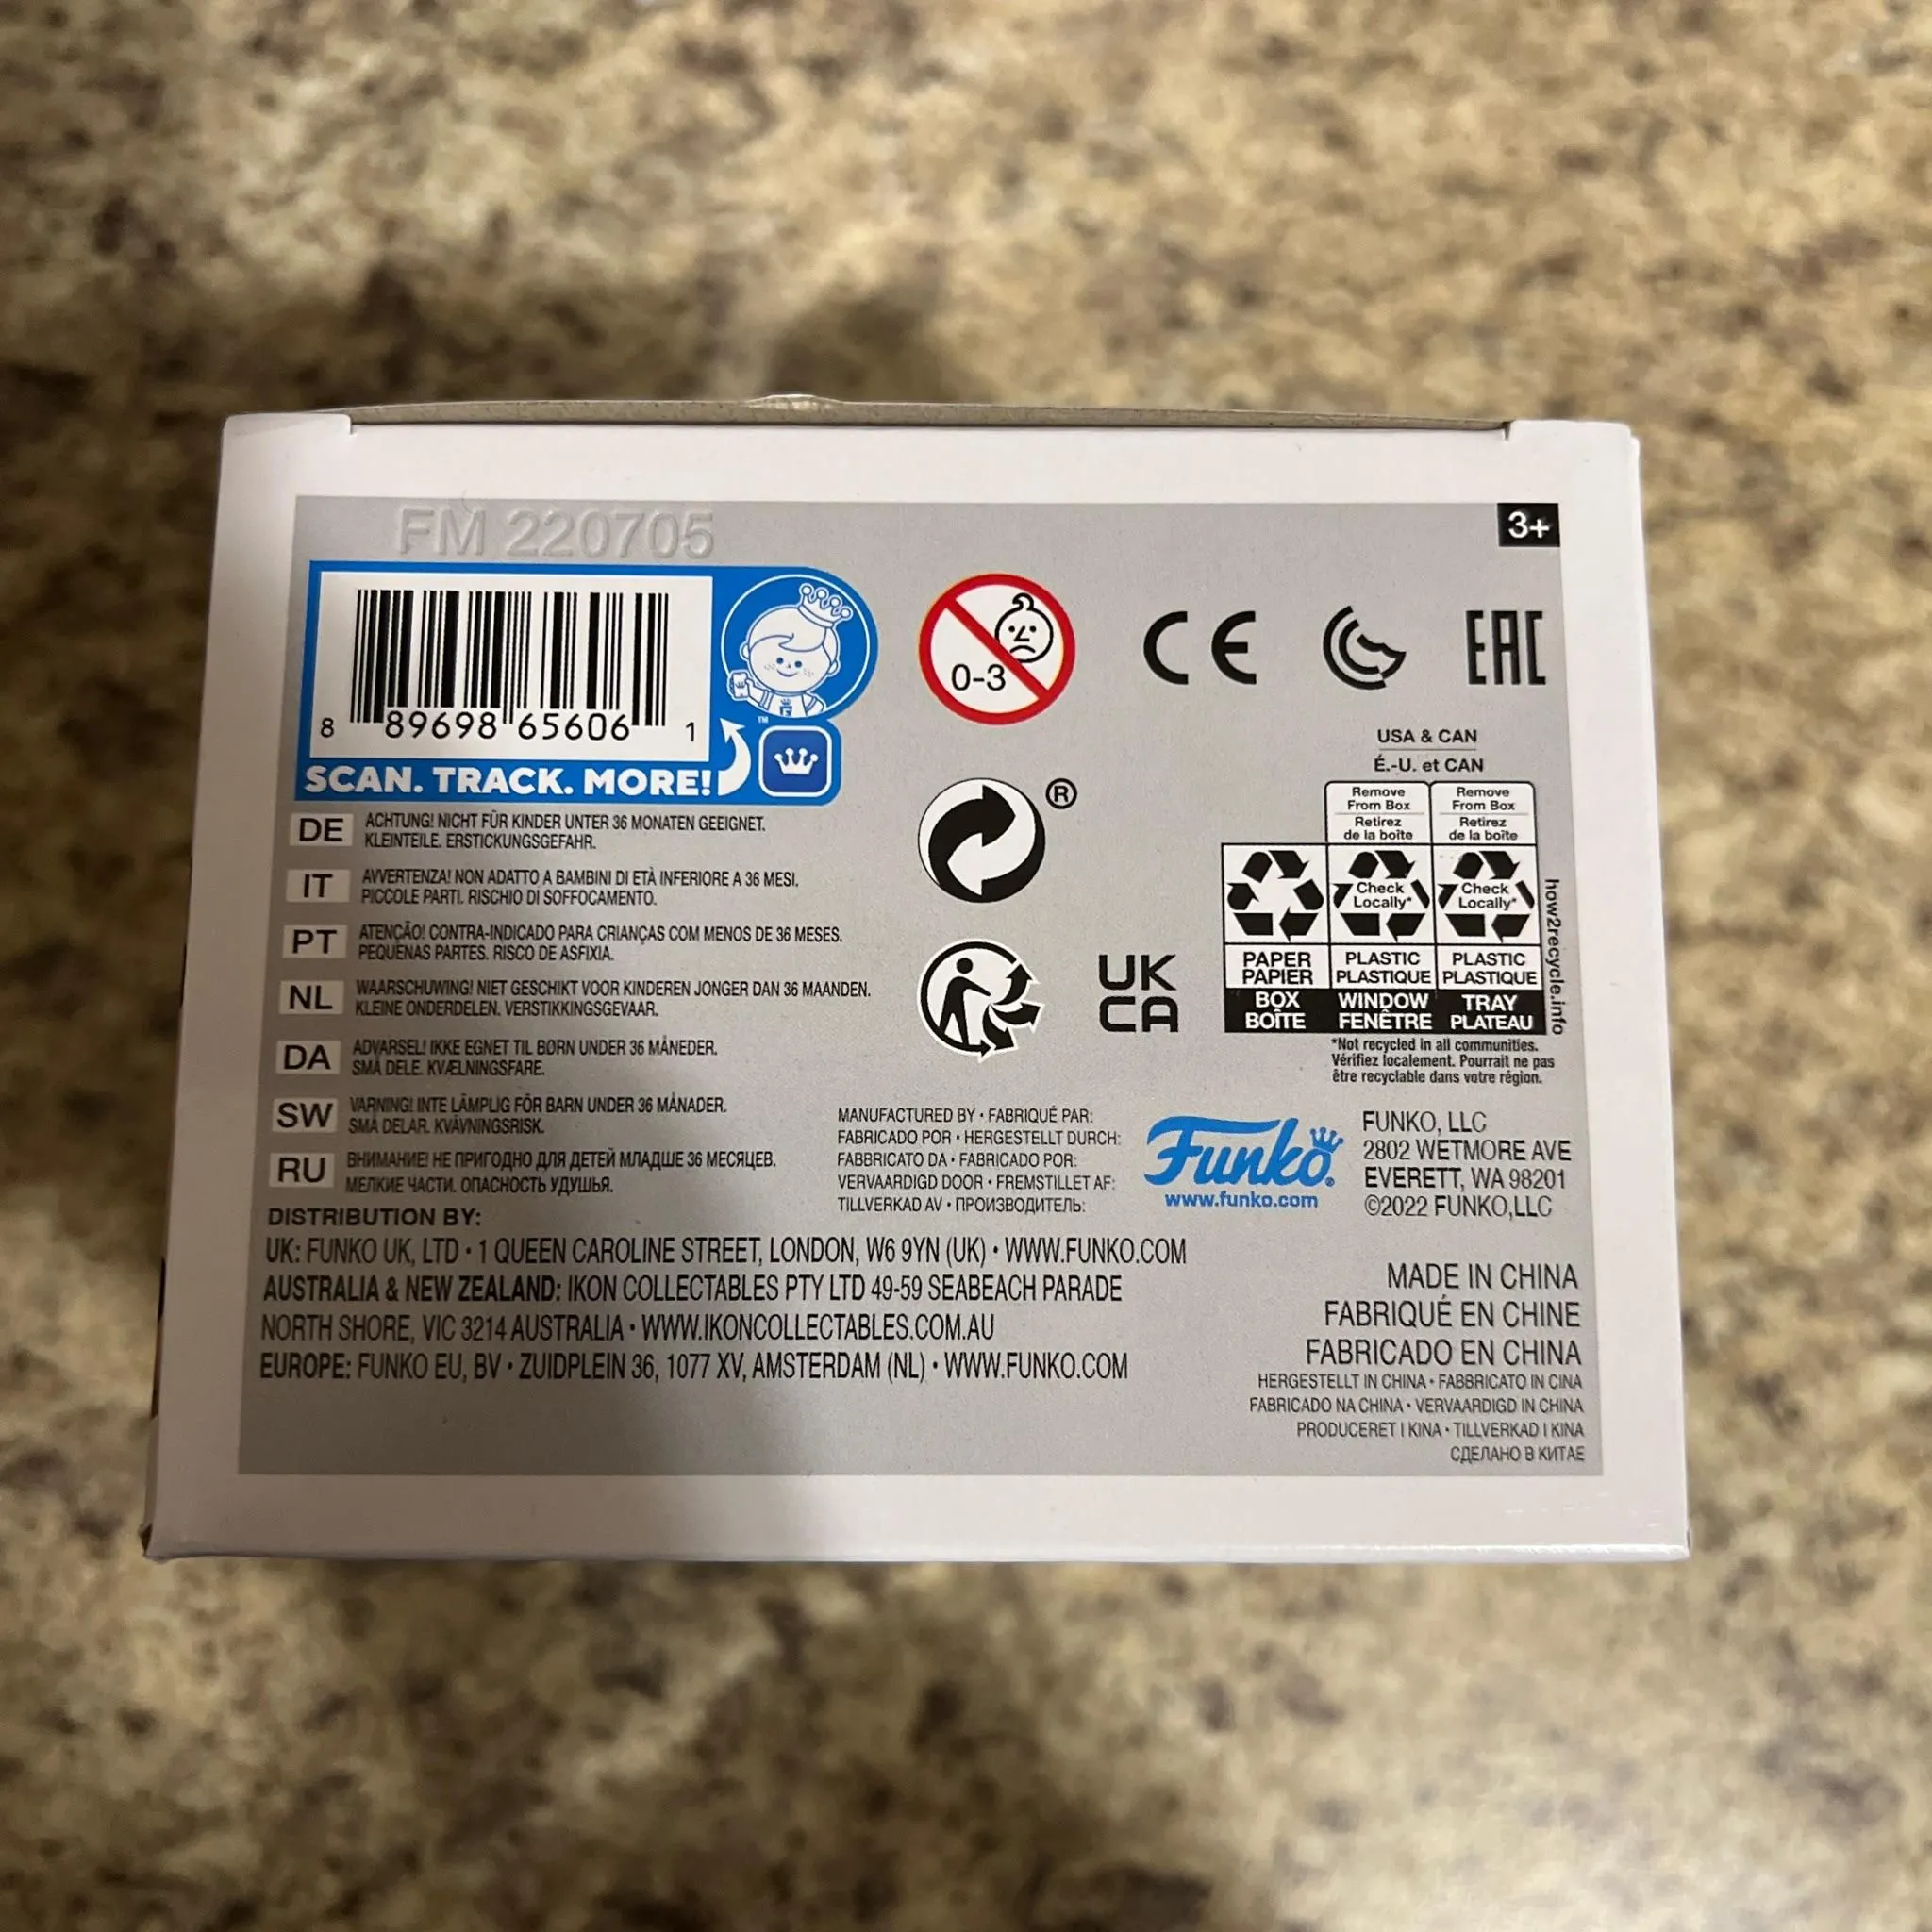 FM 220705
3+
8 89698 65606 1
TM
SCAN. TRACK. MORE!
0-3
CE
EAC
®
UK
CA
USA & CAN
É.-U. et CAN
Remove
From Box
Retirez
de la boîte
Remove
From Box
Retirez
de la boîte
Check
Locally*
Check
Locally*
PAPER
PAPIER
PLASTIC
PLASTIQUE
PLASTIC
PLASTIQUE
BOX
BOÎTE
WINDOW
FENÊTRE
TRAY
PLATEAU
how2recycle.info
*Not recycled in all communities.
Vérifiez localement. Pourrait ne pas
être recyclable dans votre région.
DE ACHTUNG! NICHT FÜR KINDER UNTER 36 MONATEN GEEIGNET.
KLEINTEILE. ERSTICKUNGSGEFAHR.
IT AVVERTENZA! NON ADATTO A BAMBINI DI ETÀ INFERIORE A 36 MESI.
PICCOLE PARTI. RISCHIO DI SOFFOCAMENTO.
PT ATENÇÃO! CONTRA-INDICADO PARA CRIANÇAS COM MENOS DE 36 MESES.
PEQUENAS PARTES. RISCO DE ASFIXIA.
NL WAARSCHUWING! NIET GESCHIKT VOOR KINDEREN JONGER DAN 36 MAANDEN.
KLEINE ONDERDELEN. VERSTIKKINGSGEVAAR.
DA ADVARSEL! IKKE EGNET TIL BØRN UNDER 36 MÅNEDER.
SMÅ DELE. KVÆLNINGSFARE.
SW VARNING! INTE LÄMPLIG FÖR BARN UNDER 36 MÅNADER.
SMÅ DELAR. KVÄVNINGSRISK.
RU ВНИМАНИЕ! НЕ ПРИГОДНО ДЛЯ ДЕТЕЙ МЛАДШЕ 36 МЕСЯЦЕВ.
МЕЛКИЕ ЧАСТИ. ОПАСНОСТЬ УДУШЬЯ.
MANUFACTURED BY • FABRIQUÉ PAR:
FABRICADO POR • HERGESTELLT DURCH:
FABBRICATO DA • FABRICADO POR:
VERVAARDIGD DOOR • FREMSTILLET AF:
TILLVERKAD AV • ПРОИЗВОДИТЕЛЬ:
Funko®
www.funko.com
FUNKO, LLC
2802 WETMORE AVE
EVERETT, WA 98201
©2022 FUNKO,LLC
DISTRIBUTION BY:
UK: FUNKO UK, LTD • 1 QUEEN CAROLINE STREET, LONDON, W6 9YN (UK) • WWW.FUNKO.COM
AUSTRALIA & NEW ZEALAND: IKON COLLECTABLES PTY LTD 49-59 SEABEACH PARADE
NORTH SHORE, VIC 3214 AUSTRALIA • WWW.IKONCOLLECTABLES.COM.AU
EUROPE: FUNKO EU, BV • ZUIDPLEIN 36, 1077 XV, AMSTERDAM (NL) • WWW.FUNKO.COM
MADE IN CHINA
FABRIQUÉ EN CHINE
FABRICADO EN CHINA
HERGESTELLT IN CHINA • FABBRICATO IN CINA
FABRICADO NA CHINA • VERVAARDIGD IN CHINA
PRODUCERET I KINA • TILLVERKAD I KINA
СДЕЛАНО В КИТАЕ